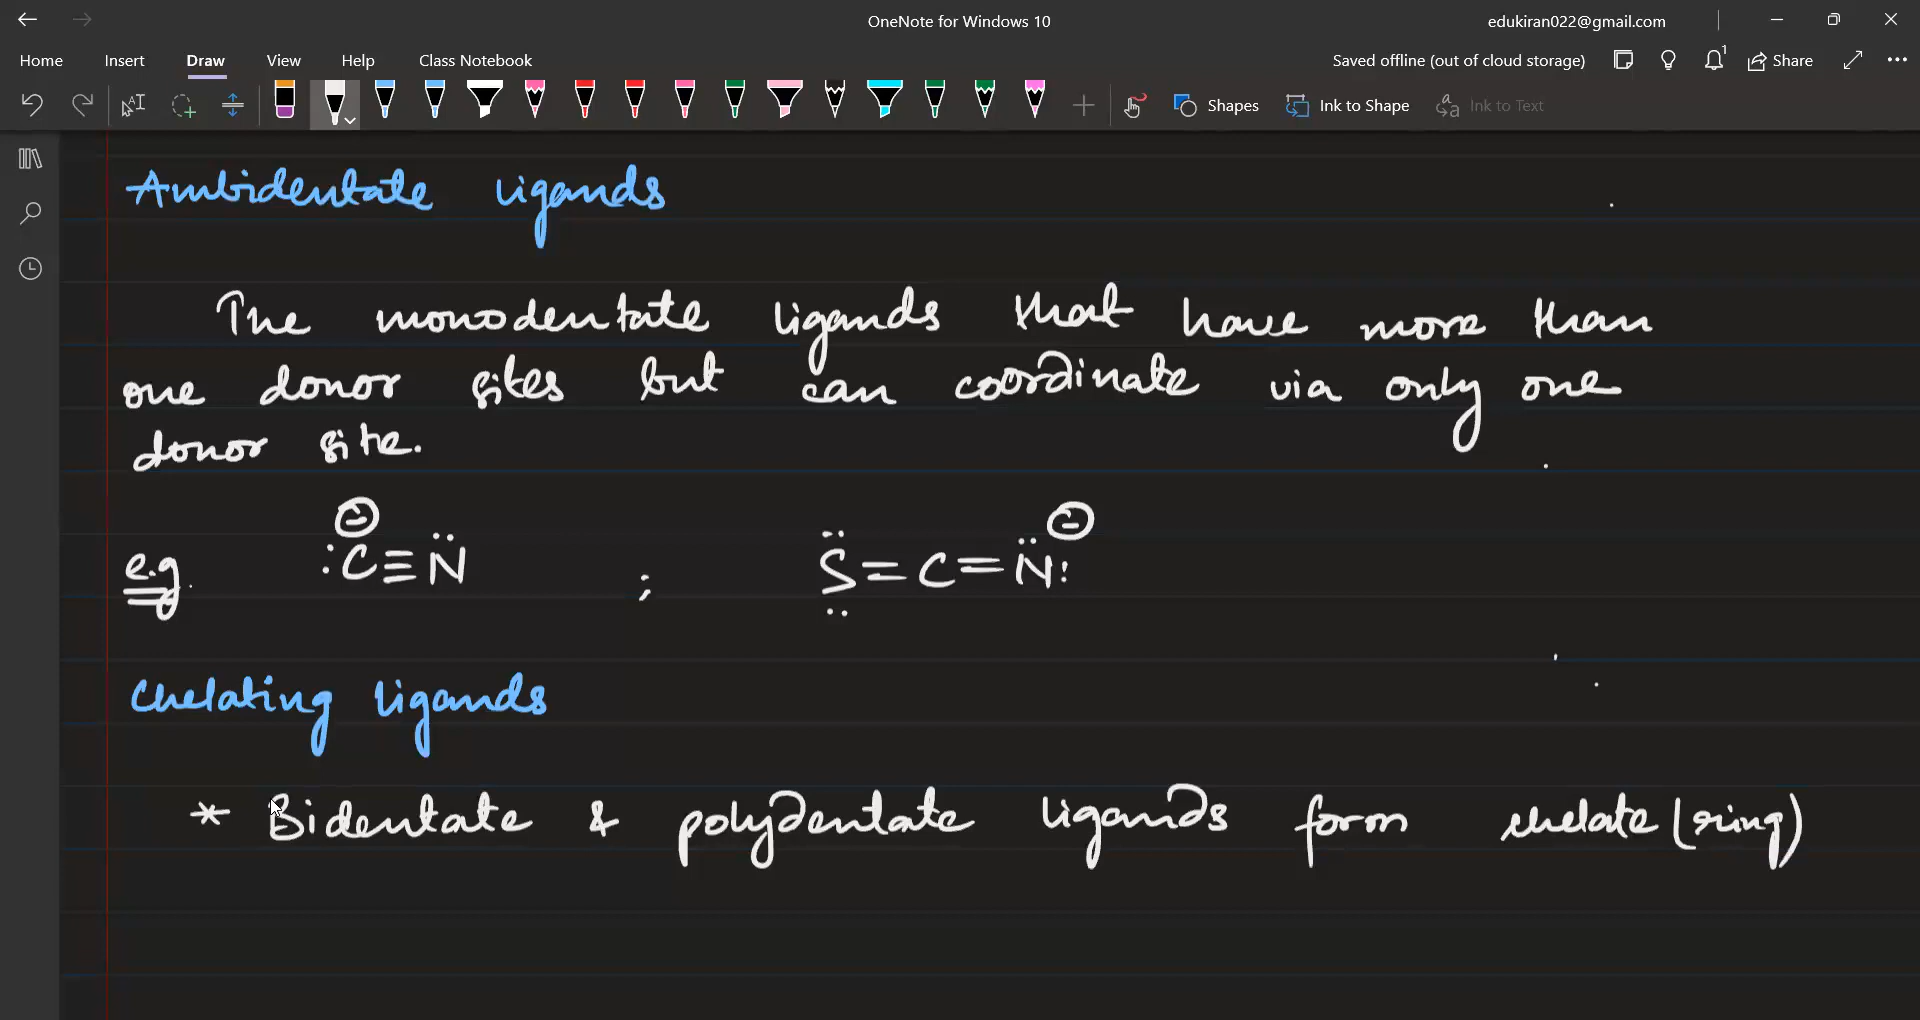 OneNote for Windows 10
edukiran022@gmail.com
Home Insert Draw View Help Class Notebook
Saved offline (out of cloud storage) 1 Share
Shapes Ink to Shape Ink to Text
Ambidentate ligands
The monodentate ligands that have more than
one donor sites but can coordinate via only one
donor site.
e.g. :C≡N̈ ⊖ ; S̈=C=N̈: ⊖
Chelating ligands
* Bidentate & polydentate ligands form chelate (ring)